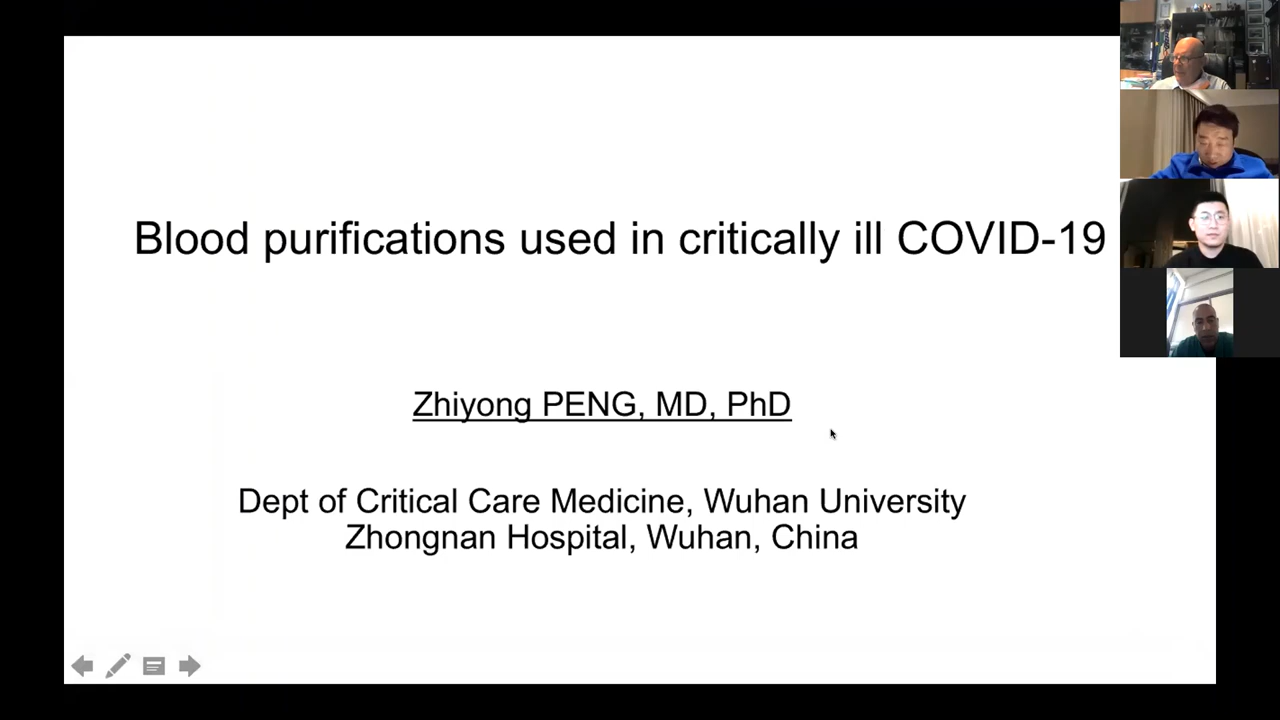 Blood purifications used in critically ill COVID-19
Zhiyong PENG, MD, PhD
Dept of Critical Care Medicine, Wuhan University
Zhongnan Hospital, Wuhan, China